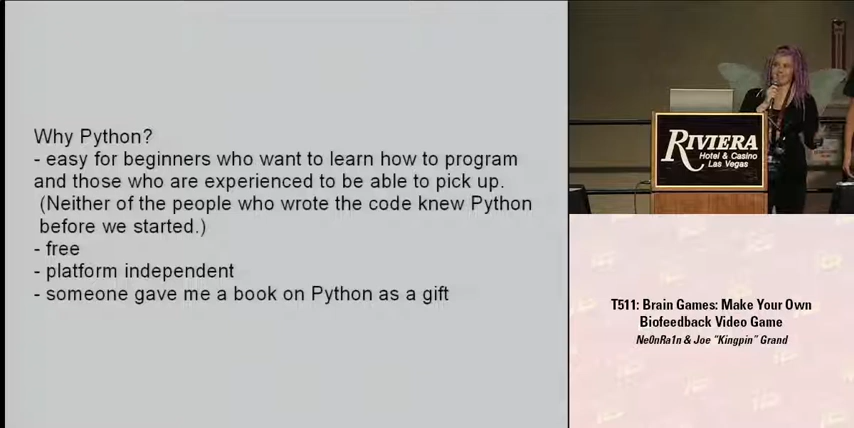 Why Python?
- easy for beginners who want to learn how to program
and those who are experienced to be able to pick up.
(Neither of the people who wrote the code knew Python
before we started.)
- free
- platform independent
- someone gave me a book on Python as a gift
RIVIERA
Hotel & Casino
Las Vegas
T511: Brain Games: Make Your Own
Biofeedback Video Game
Ne0nRa1n & Joe "Kingpin" Grand